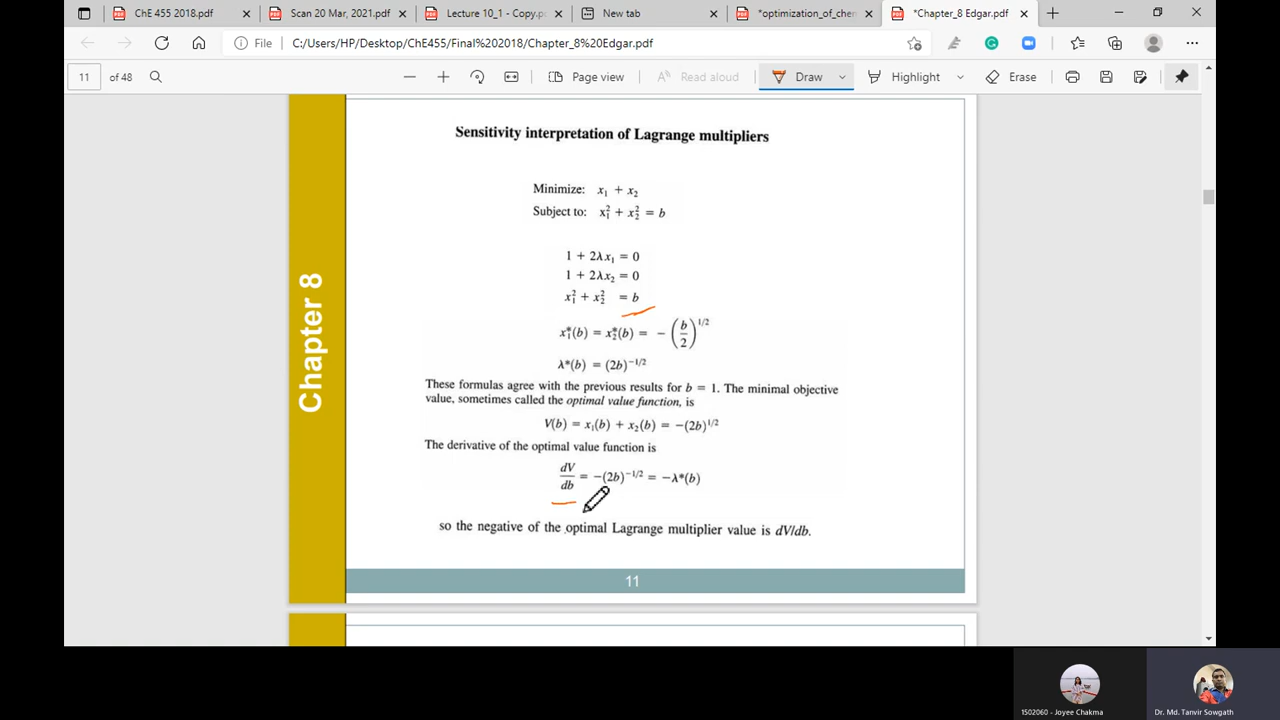 ChE 455 2018.pdf
Scan 20 Mar, 2021.pdf
Lecture 10_1 - Copy.p
New tab
*optimization_of_cher
*Chapter_8 Edgar.pdf
File C:/Users/HP/Desktop/ChE455/Final%202018/Chapter_8%20Edgar.pdf
11 of 48
Page view
Read aloud
Draw
Highlight
Erase
Chapter 8
Sensitivity interpretation of Lagrange multipliers
Minimize: x₁ + x₂
Subject to: x₁² + x₂² = b
1 + 2λx₁ = 0
1 + 2λx₂ = 0
x₁² + x₂² = b
x₁*(b) = x₂*(b) = − (b/2)^1/2
λ*(b) = (2b)^−1/2
These formulas agree with the previous results for b = 1. The minimal objective
value, sometimes called the optimal value function, is
V(b) = x₁(b) + x₂(b) = −(2b)^1/2
The derivative of the optimal value function is
dV/db = −(2b)^−1/2 = −λ*(b)
so the negative of the optimal Lagrange multiplier value is dV/db.
11
1502060 - Joyee Chakma
Dr. Md. Tanvir Sowgath